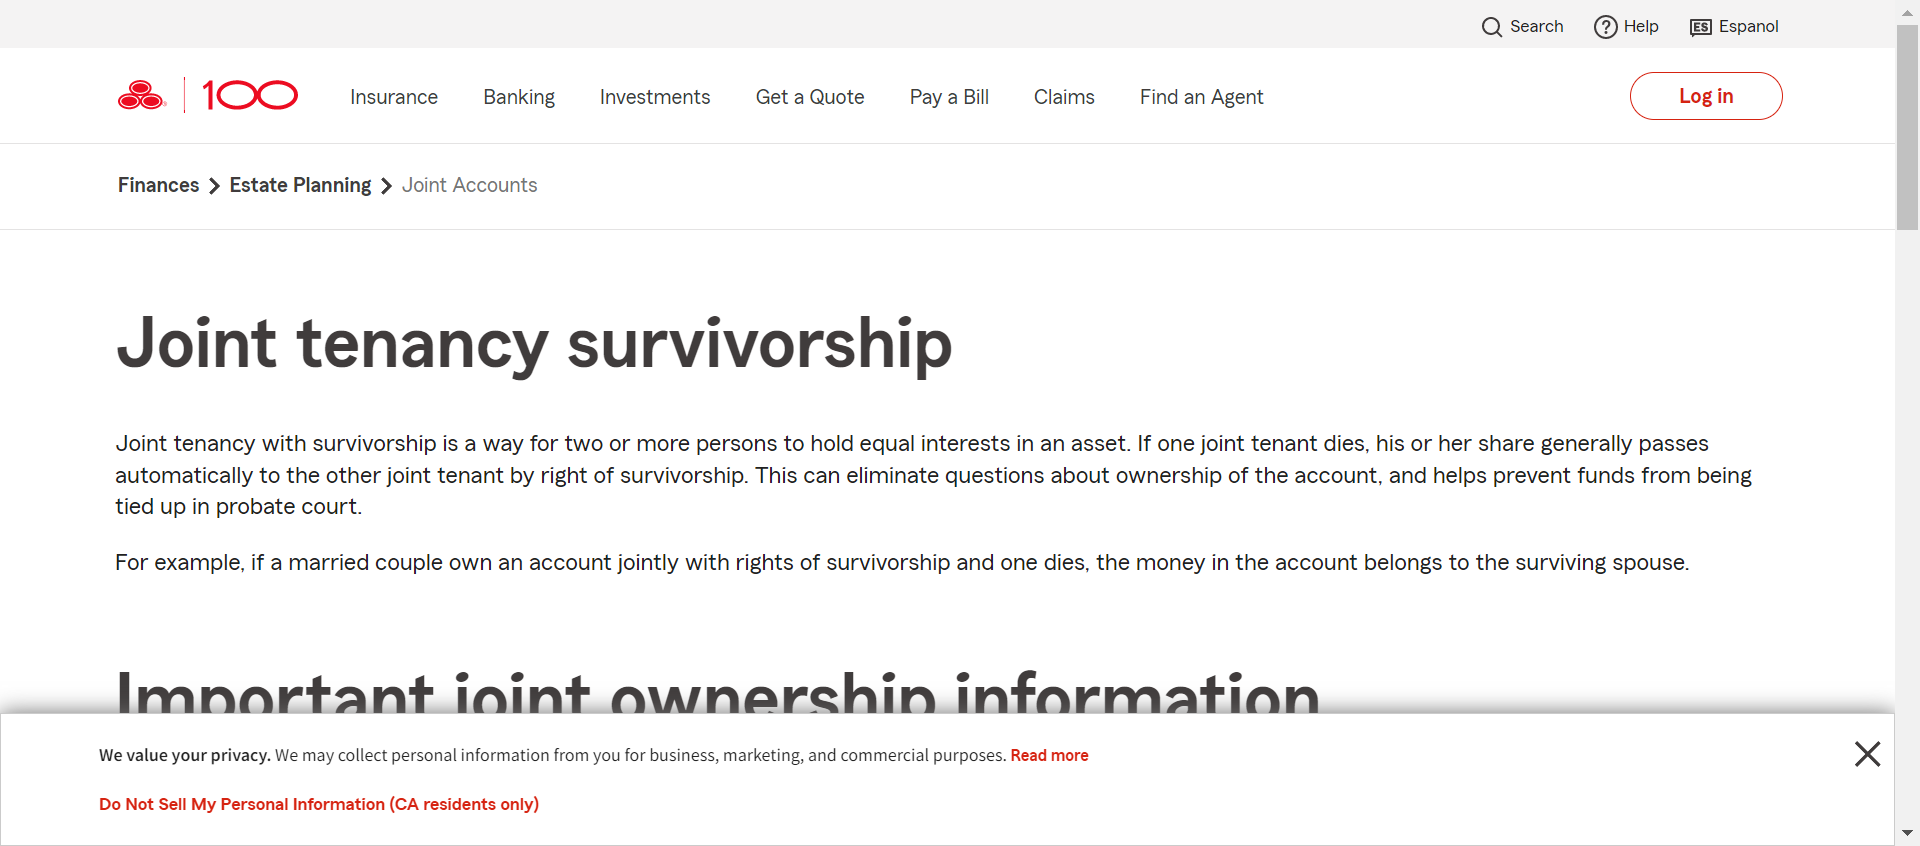 Search Help ES Espanol
100 Insurance Banking Investments Get a Quote Pay a Bill Claims Find an Agent Log in
Finances Estate Planning Joint Accounts
Joint tenancy survivorship
Joint tenancy with survivorship is a way for two or more persons to hold equal interests in an asset. If one joint tenant dies, his or her share generally passes
automatically to the other joint tenant by right of survivorship. This can eliminate questions about ownership of the account, and helps prevent funds from being
tied up in probate court.
For example, if a married couple own an account jointly with rights of survivorship and one dies, the money in the account belongs to the surviving spouse.
Important joint ownership information
We value your privacy. We may collect personal information from you for business, marketing, and commercial purposes. Read more
Do Not Sell My Personal Information (CA residents only)